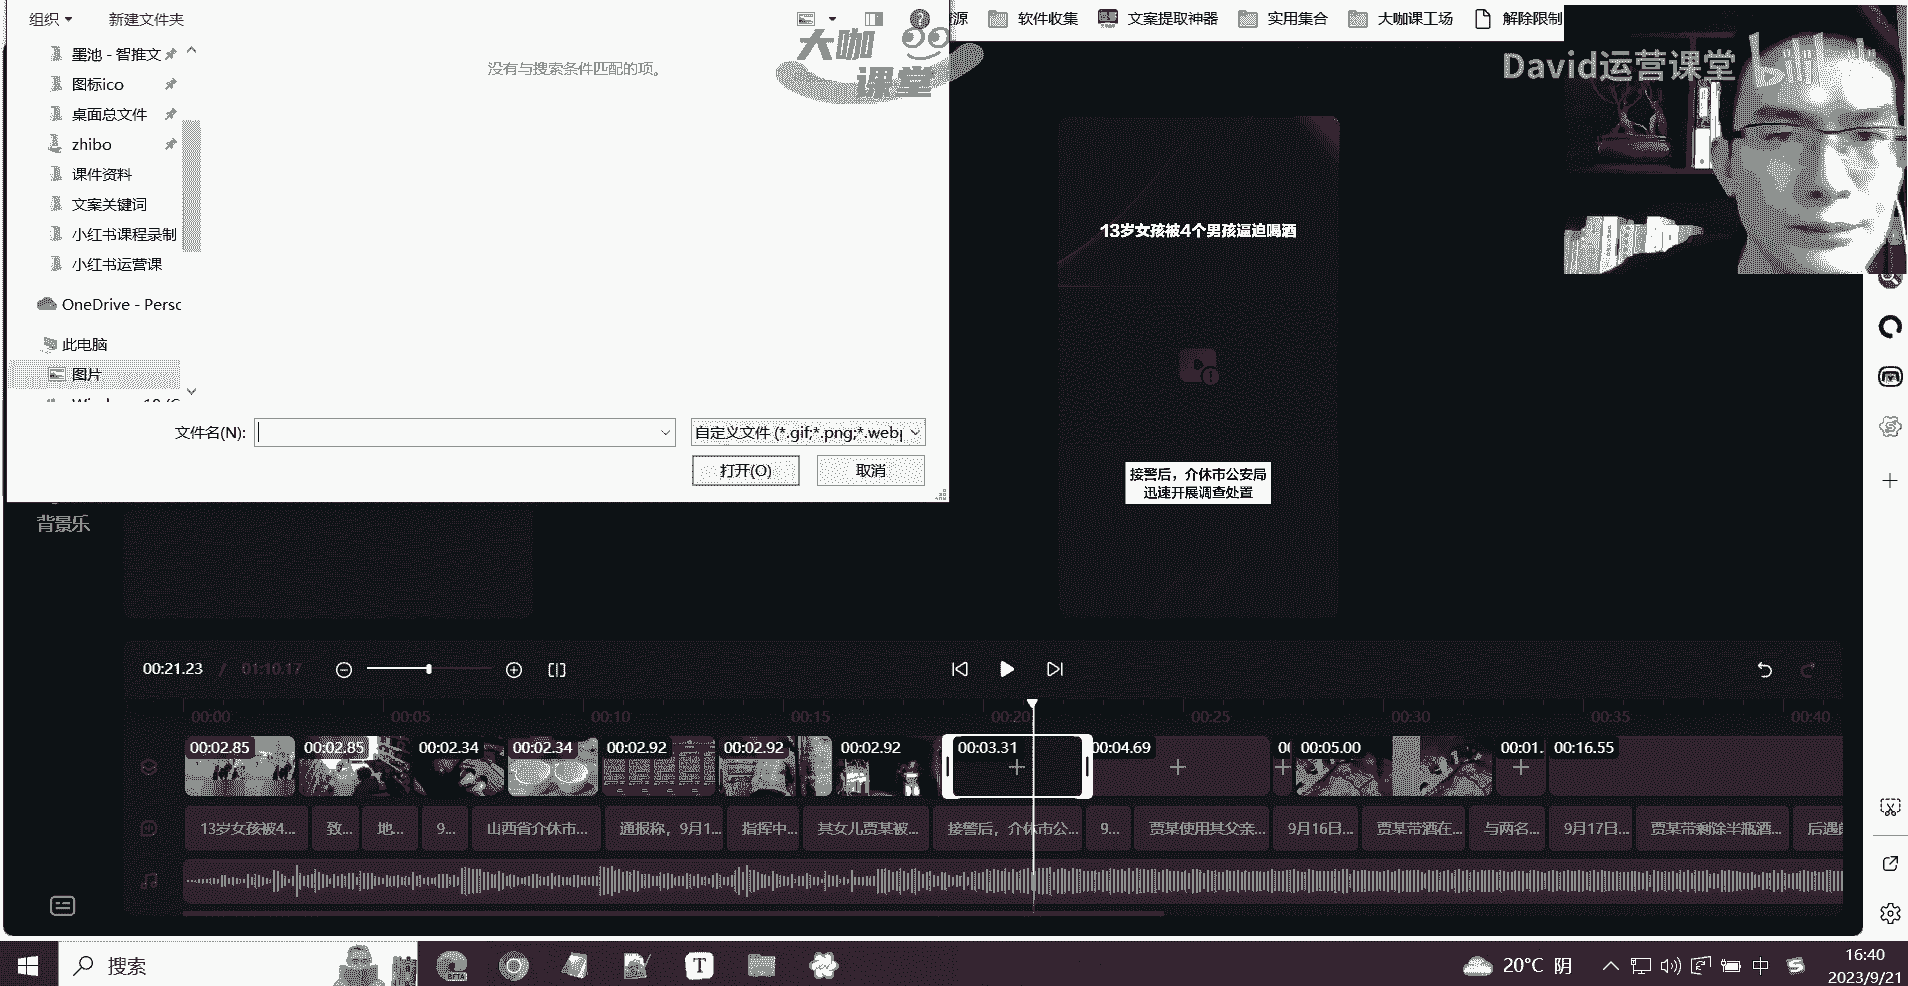 组织 新建文件夹
源 软件收集 文案提取神器 实用集合 大咖课工场 解除限制
大咖
课堂
David运营课堂
bilibili
墨池 - 智推文
没有与搜索条件匹配的项。
图标ico
桌面总文件
zhibo
课件资料
文案关键词
小红书课程录制
小红书运营课
OneDrive - Persc
此电脑
图片
文件名(N):
自定义文件 (*.gif;*.png;*.webp
打开(O) 取消
13岁女孩被4个男孩逼迫喝酒
接警后，介休市公安局
迅速开展调查处置
背景乐
00:21.23 / 01:10.17
00:00 00:05 00:10 00:15 00:20 00:25 00:30 00:35 00:40
00:02.85 00:02.85 00:02.34 00:02.34 00:02.92 00:02.92 00:02.92 00:03.31 00:04.69 00:05.00 00:01. 00:16.55
13岁女孩被4... 致... 地... 9... 山西省介休市... 通报称，9月1... 指挥中... 其女儿贾某被... 接警后，介休市公... 9... 贾某使用其父亲... 9月16日... 贾某带酒在... 与两名... 9月17日... 贾某带剩除半瓶酒... 后遇
搜索
BETA
T
20°C 阴
中
16:40
2023/9/21